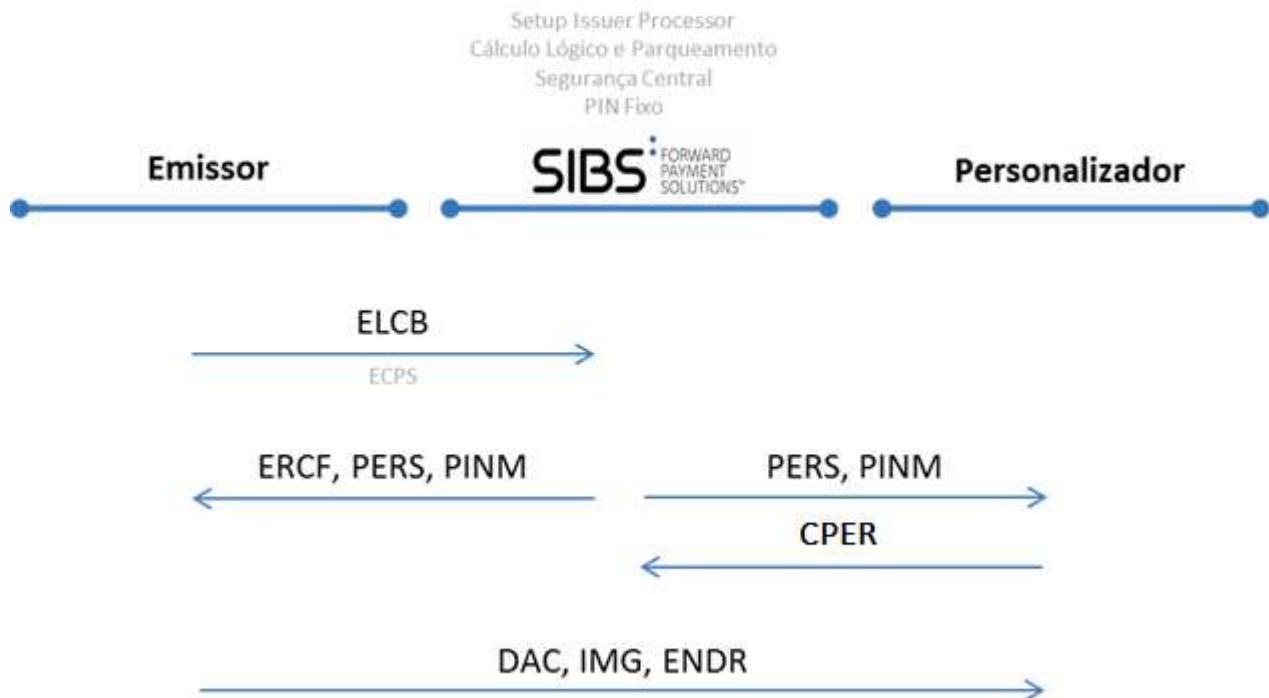 Setup Issuer Processor
Cálculo Lógico e Parqueamento
Segurança Central
PIN Fixo
Emissor
SIBS FORWARD
PAYMENT
SOLUTIONS™
Personalizador
ELCB
ECPS
ERCF, PERS, PINM
PERS, PINM
CPER
DAC, IMG, ENDR